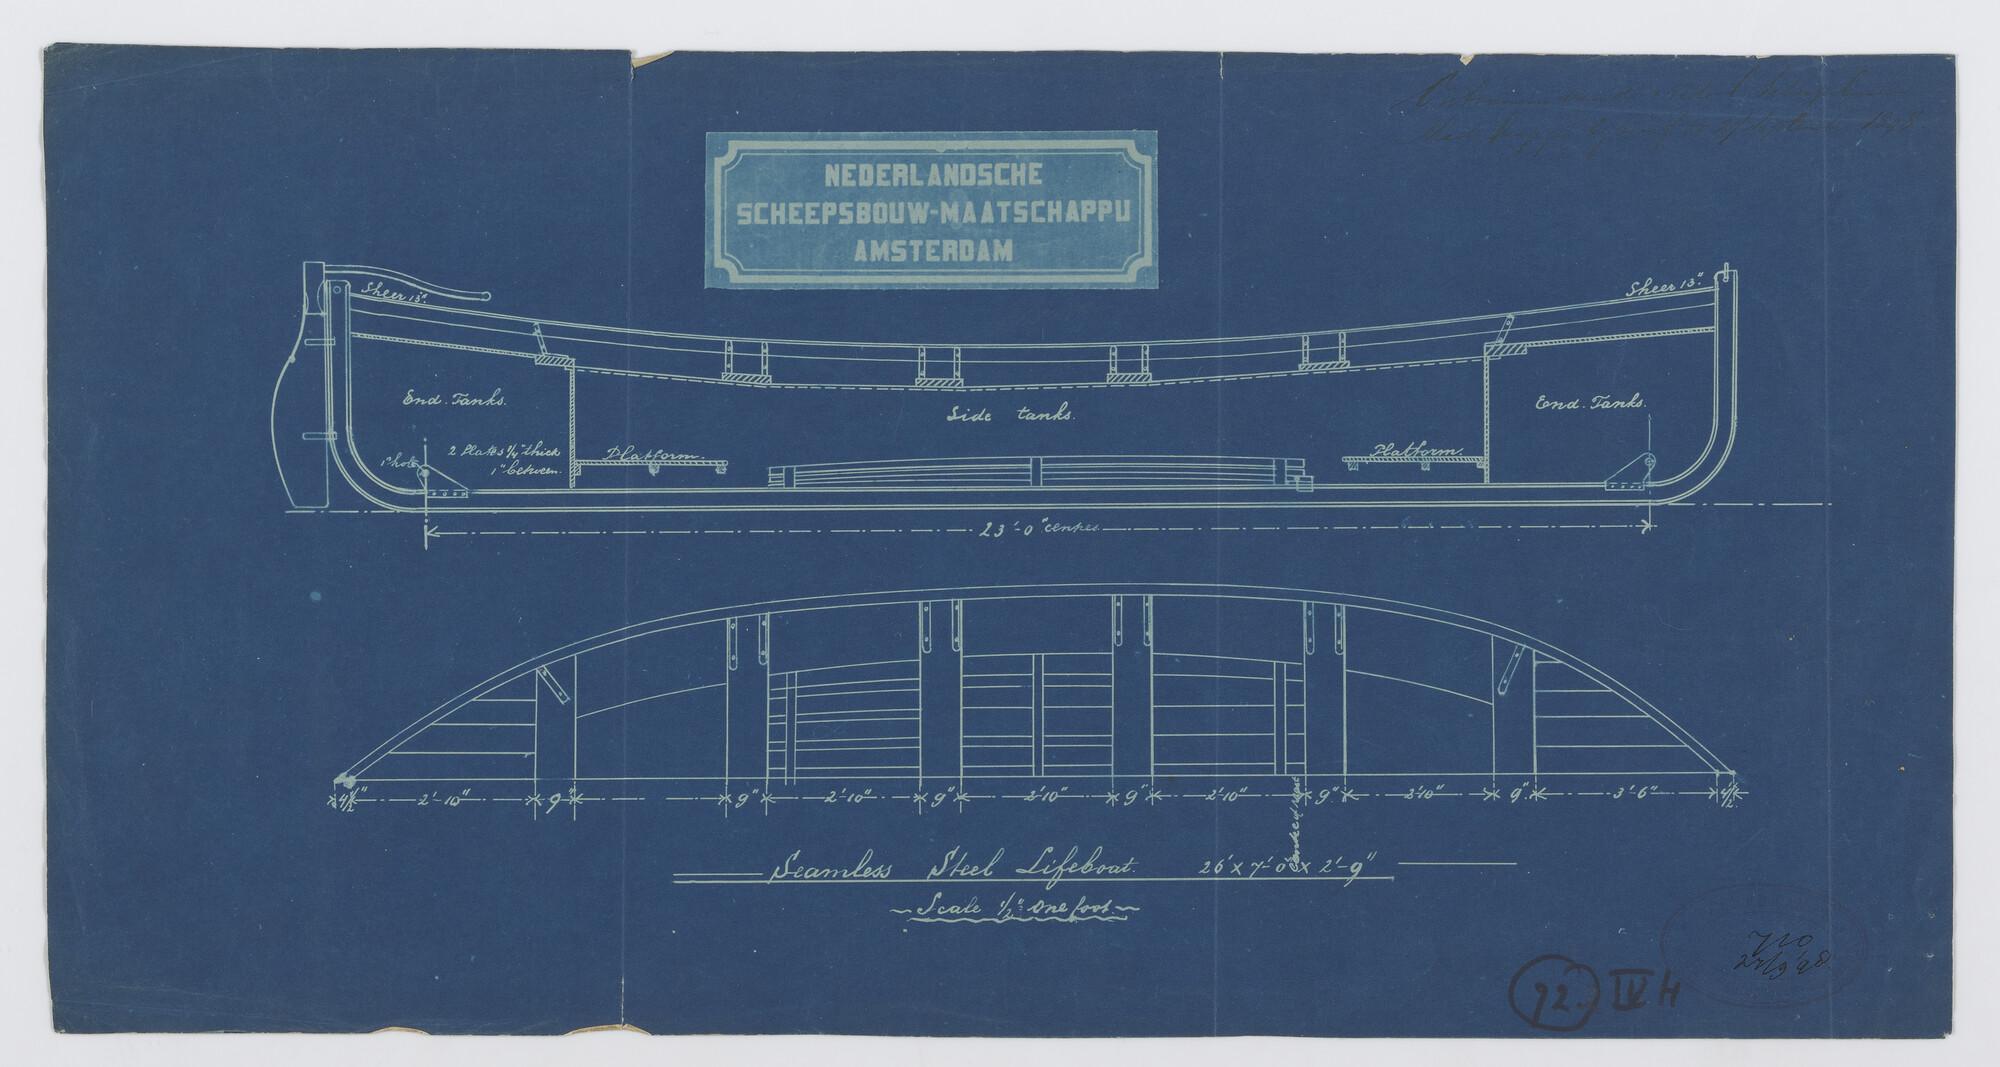 NEDERLANDSCHE
SCHEEPSBOUW-MAATSCHAPPIJ
AMSTERDAM
Sheer 13".
Sheer 13".
End. Tanks.
Side tanks.
End. Tanks.
1" hole
2 Plates 1/4" thick
1" between.
Platform.
Platform.
23'-0" centres
4 1/2" 2'-10" 9" 9" 2'-10" 9" 2'-10" 9" 2'-10" 9" 2'-10" 9" 3'-6" 4 1/2"
Seamless Steel Lifeboat. 26' x 7'-0" x 2'-9"
Scale 1/2" One foot.
92. IV H